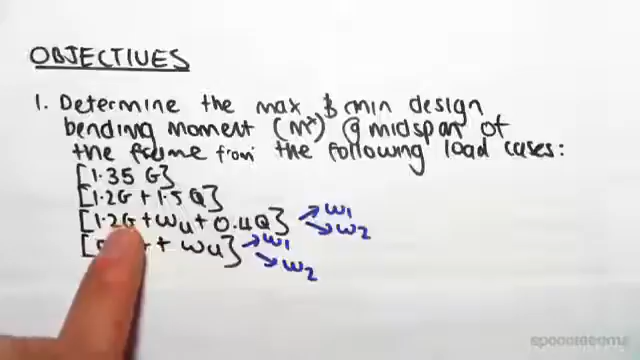 OBJECTIVES
1. Determine the max & min design
bending moment (M*) @ midspan of
the frame from the following load cases:
[1.35 G]
[1.2G + 1.5 Q]
[1.2G + Wu + 0.4Q] → W1
→ W2
+ Wu] → W1
→ W2